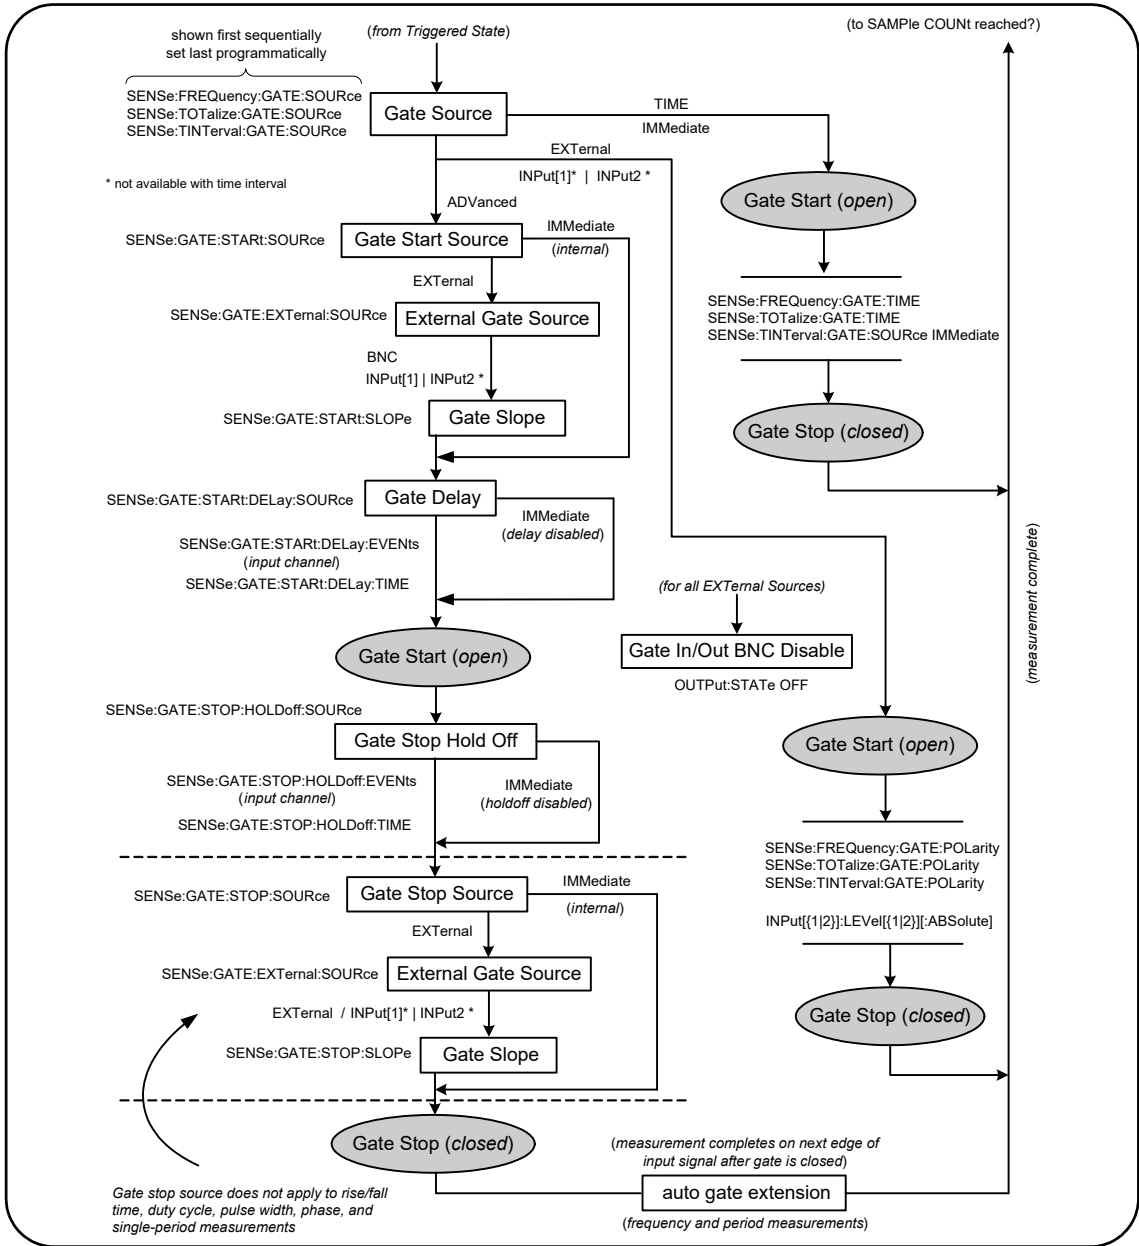 shown first sequentially
set last programmatically
(from Triggered State)
(to SAMPle COUNt reached?)
SENSe:FREQuency:GATE:SOURce
SENSe:TOTalize:GATE:SOURce
SENSe:TINTerval:GATE:SOURce
Gate Source
TIME
IMMediate
EXTernal
INPut[1]* | INPut2 *
* not available with time interval
ADVanced
Gate Start (open)
SENSe:GATE:STARt:SOURce
Gate Start Source
IMMediate
(internal)
EXTernal
SENSe:GATE:EXTernal:SOURce
External Gate Source
SENSe:FREQuency:GATE:TIME
SENSe:TOTalize:GATE:TIME
SENSe:TINTerval:GATE:SOURce IMMediate
BNC
INPut[1] | INPut2 *
SENSe:GATE:STARt:SLOPe
Gate Slope
Gate Stop (closed)
SENSe:GATE:STARt:DELay:SOURce
Gate Delay
IMMediate
(delay disabled)
SENSe:GATE:STARt:DELay:EVENts
(input channel)
SENSe:GATE:STARt:DELay:TIME
(for all EXTernal Sources)
Gate In/Out BNC Disable
OUTPut:STATe OFF
(measurement complete)
Gate Start (open)
SENSe:GATE:STOP:HOLDoff:SOURce
Gate Stop Hold Off
SENSe:GATE:STOP:HOLDoff:EVENts
(input channel)
SENSe:GATE:STOP:HOLDoff:TIME
IMMediate
(holdoff disabled)
Gate Start (open)
SENSe:FREQuency:GATE:POLarity
SENSe:TOTalize:GATE:POLarity
SENSe:TINTerval:GATE:POLarity
INPut[{1|2}]:LEVel[{1|2}][:ABSolute]
SENSe:GATE:STOP:SOURce
Gate Stop Source
IMMediate
(internal)
EXTernal
SENSe:GATE:EXTernal:SOURce
External Gate Source
EXTernal / INPut[1]* | INPut2 *
SENSe:GATE:STOP:SLOPe
Gate Slope
Gate Stop (closed)
Gate Stop (closed)
(measurement completes on next edge of
input signal after gate is closed)
auto gate extension
(frequency and period measurements)
Gate stop source does not apply to rise/fall
time, duty cycle, pulse width, phase, and
single-period measurements